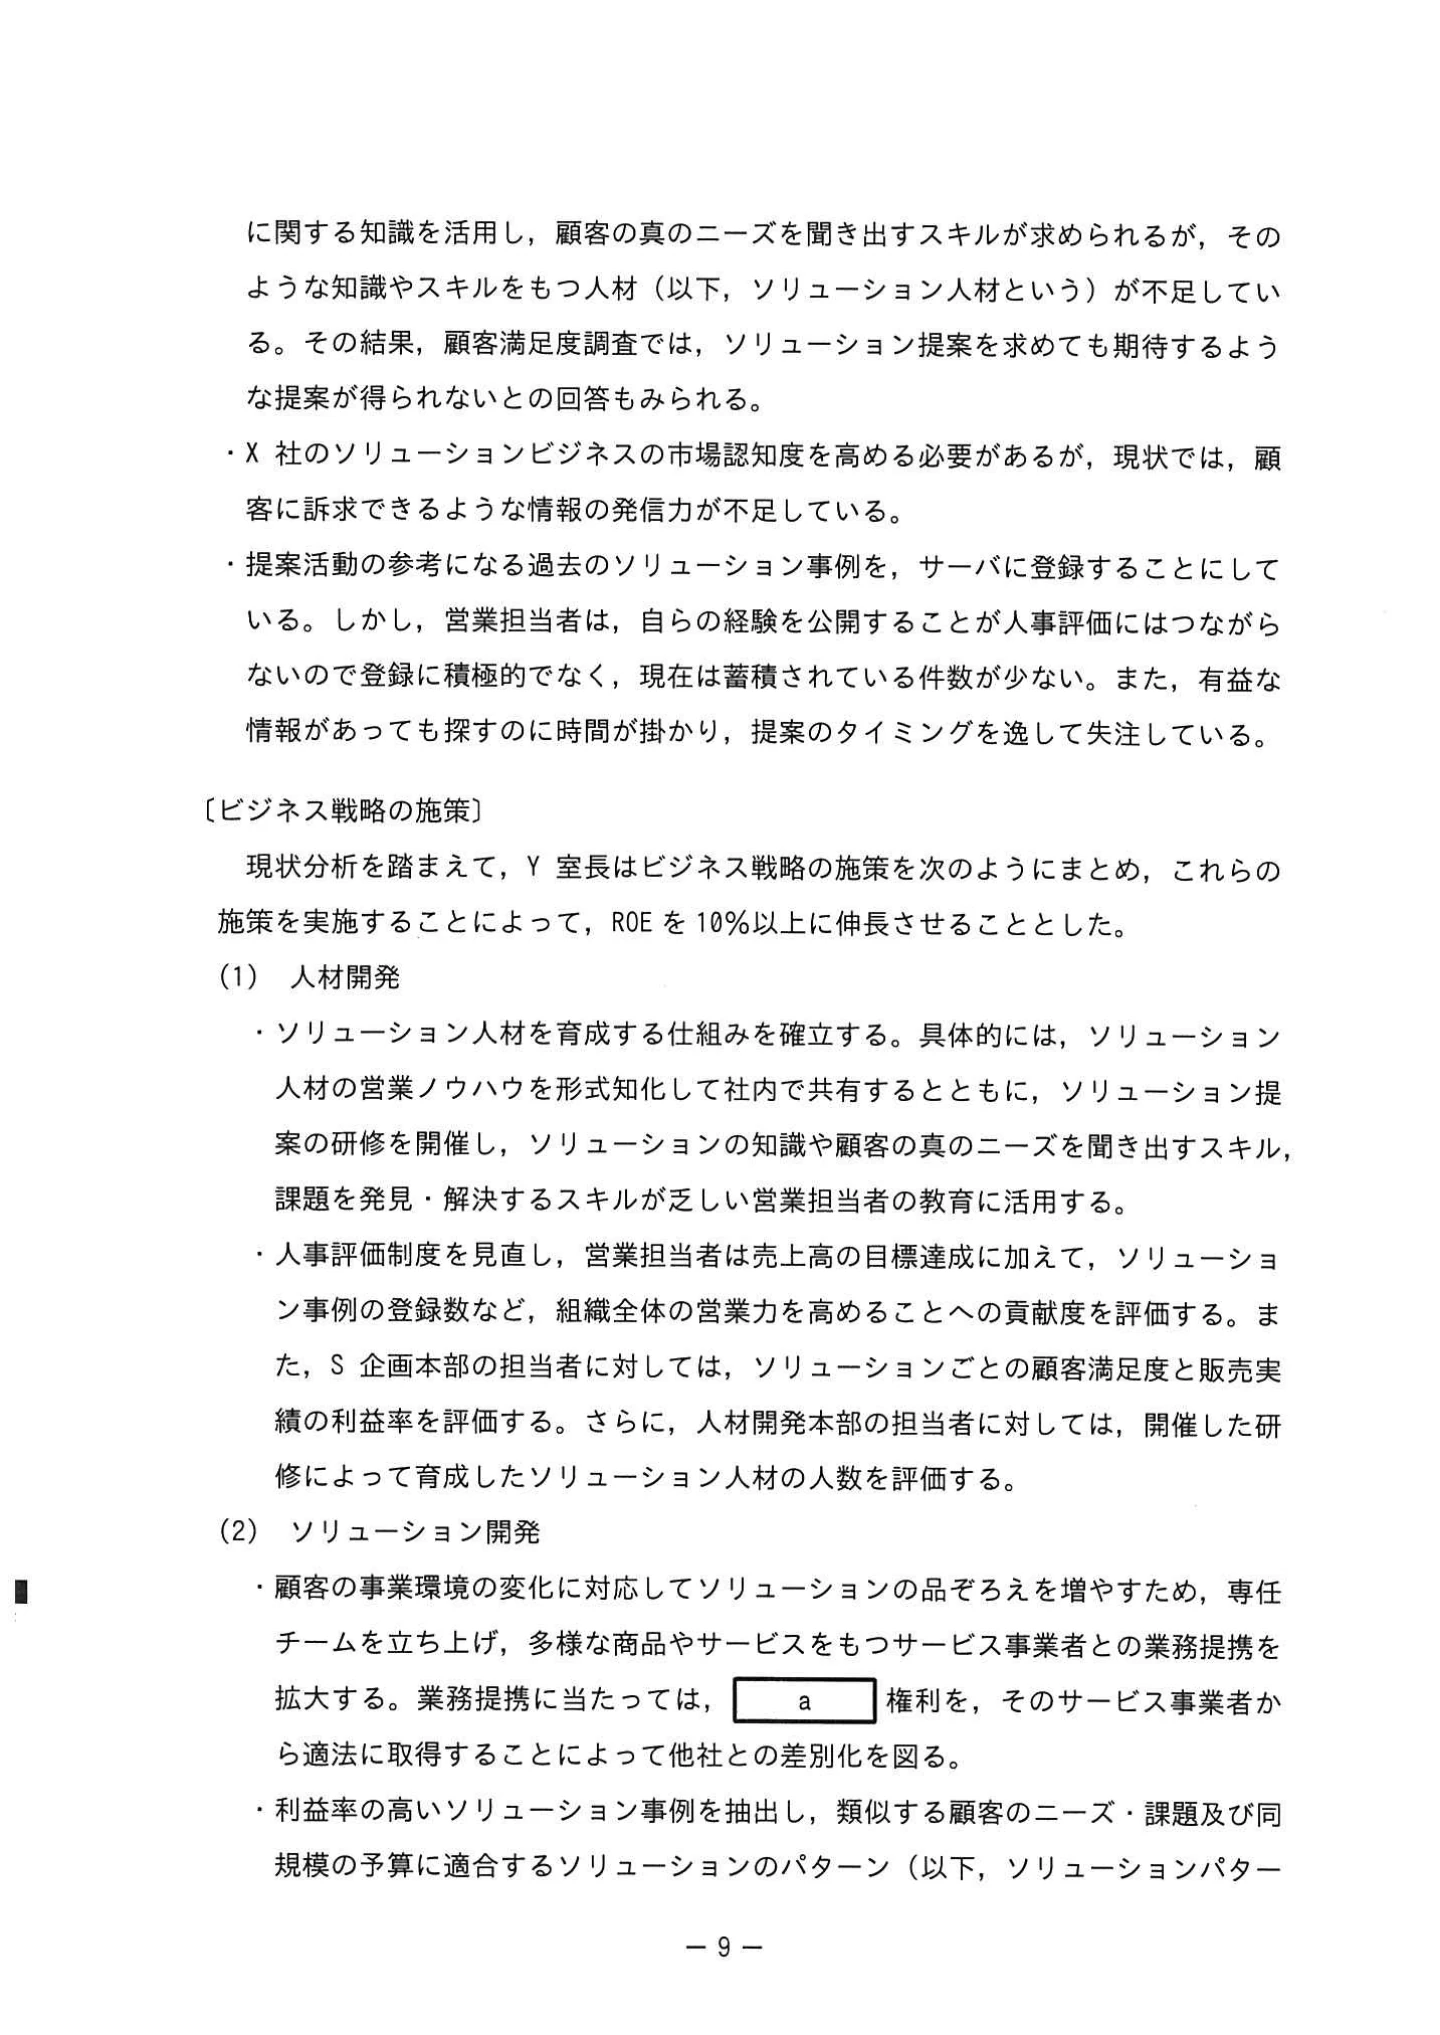 に関する知識を活用し，顧客の真のニーズを聞き出すスキルが求められるが，その
ような知識やスキルをもつ人材（以下，ソリューション人材という）が不足してい
る。その結果，顧客満足度調査では，ソリューション提案を求めても期待するよう
な提案が得られないとの回答もみられる。
・X 社のソリューションビジネスの市場認知度を高める必要があるが，現状では，顧
客に訴求できるような情報の発信力が不足している。
・提案活動の参考になる過去のソリューション事例を，サーバに登録することにして
いる。しかし，営業担当者は，自らの経験を公開することが人事評価にはつながら
ないので登録に積極的でなく，現在は蓄積されている件数が少ない。また，有益な
情報があっても探すのに時間が掛かり，提案のタイミングを逸して失注している。
〔ビジネス戦略の施策〕
現状分析を踏まえて，Y 室長はビジネス戦略の施策を次のようにまとめ，これらの
施策を実施することによって，ROE を 10％以上に伸長させることとした。
(1) 人材開発
・ソリューション人材を育成する仕組みを確立する。具体的には，ソリューション
人材の営業ノウハウを形式知化して社内で共有するとともに，ソリューション提
案の研修を開催し，ソリューションの知識や顧客の真のニーズを聞き出すスキル，
課題を発見・解決するスキルが乏しい営業担当者の教育に活用する。
・人事評価制度を見直し，営業担当者は売上高の目標達成に加えて，ソリューショ
ン事例の登録数など，組織全体の営業力を高めることへの貢献度を評価する。ま
た，S 企画本部の担当者に対しては，ソリューションごとの顧客満足度と販売実
績の利益率を評価する。さらに，人材開発本部の担当者に対しては，開催した研
修によって育成したソリューション人材の人数を評価する。
(2) ソリューション開発
・顧客の事業環境の変化に対応してソリューションの品ぞろえを増やすため，専任
チームを立ち上げ，多様な商品やサービスをもつサービス事業者との業務提携を
拡大する。業務提携に当たっては， a 権利を，そのサービス事業者か
ら適法に取得することによって他社との差別化を図る。
・利益率の高いソリューション事例を抽出し，類似する顧客のニーズ・課題及び同
規模の予算に適合するソリューションのパターン（以下，ソリューションパター
－ 9 －